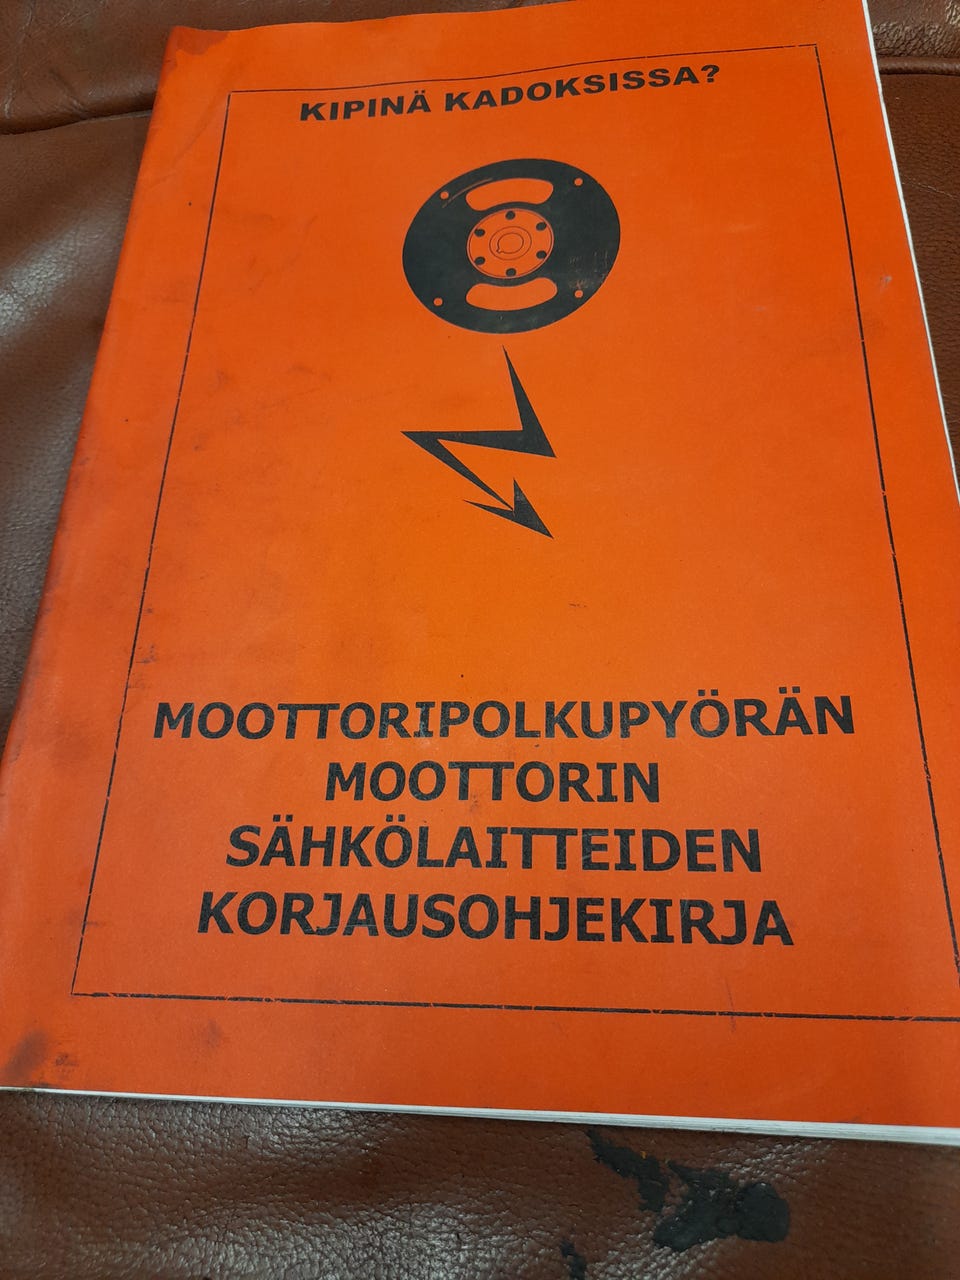 KIPINÄ KADOKSISSA?
MOOTTORIPOLKUPYÖRÄN
MOOTTORIN
SÄHKÖLAITTEIDEN
KORJAUSOHJEKIRJA